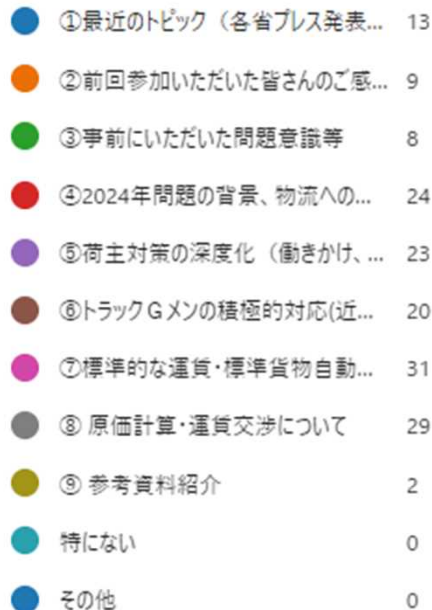 ①最近のトピック（各省プレス発表... 13
②前回参加いただいた皆さんのご感... 9
③事前にいただいた問題意識等 8
④2024年問題の背景、物流への... 24
⑤荷主対策の深度化（働きかけ、... 23
⑥トラックＧメンの積極的対応(近... 20
⑦標準的な運賃・標準貨物自動... 31
⑧ 原価計算・運賃交渉について 29
⑨ 参考資料紹介 2
特にない 0
その他 0